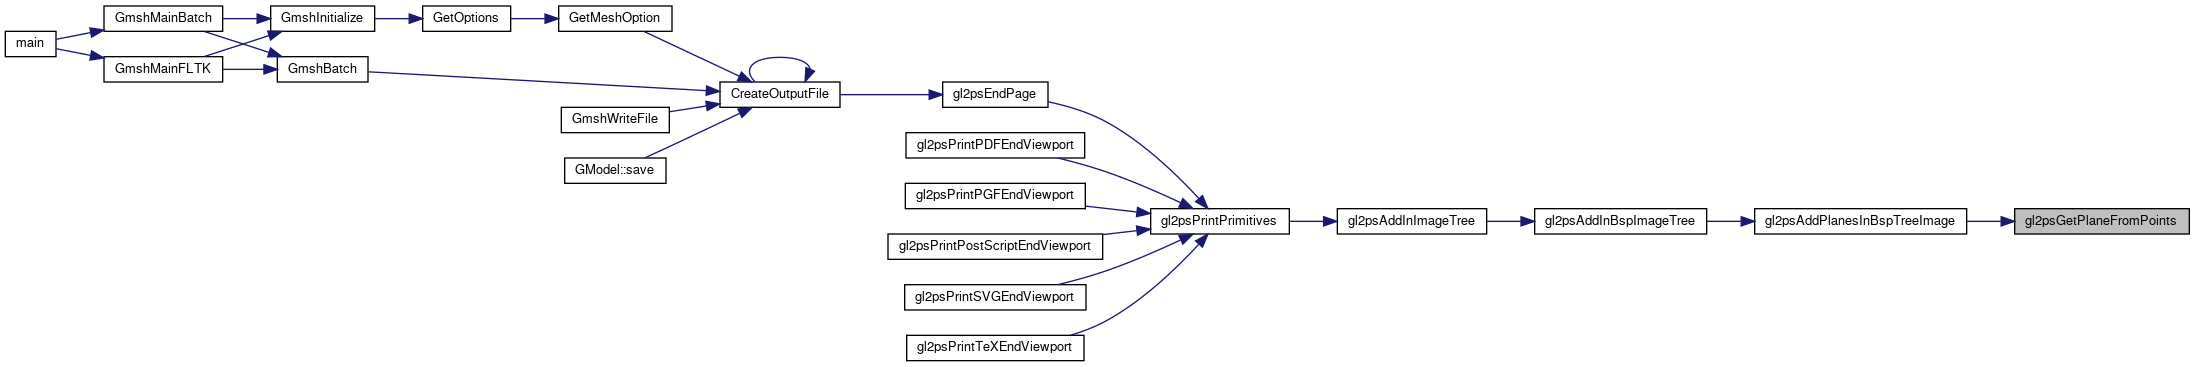 main
GmshMainBatch
GmshMainFLTK
GmshInitialize
GmshBatch
GetOptions
GetMeshOption
GmshWriteFile
GModel::save
CreateOutputFile
gl2psEndPage
gl2psPrintPDFEndViewport
gl2psPrintPGFEndViewport
gl2psPrintPostScriptEndViewport
gl2psPrintSVGEndViewport
gl2psPrintTeXEndViewport
gl2psPrintPrimitives
gl2psAddInImageTree
gl2psAddInBspImageTree
gl2psAddPlanesInBspTreeImage
gl2psGetPlaneFromPoints